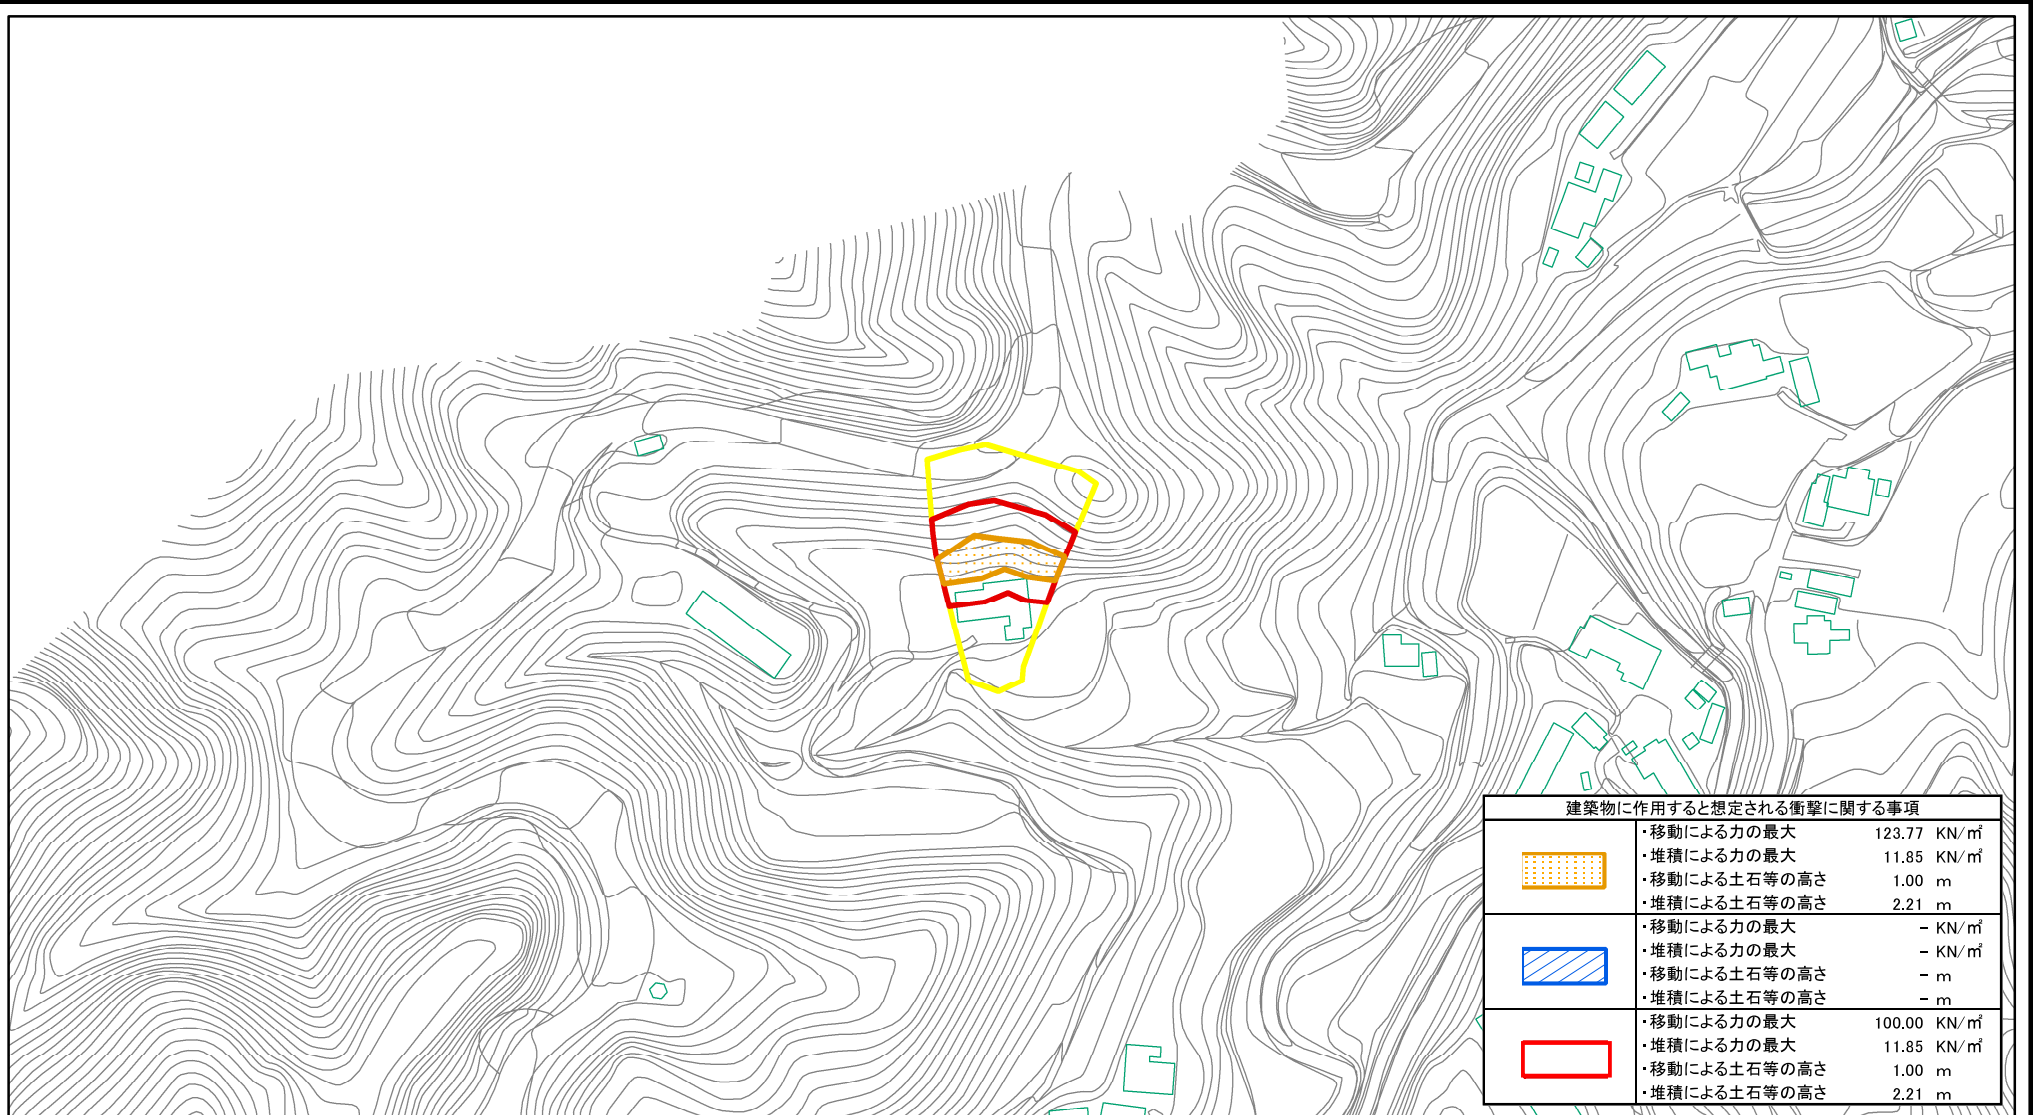 建築物に作用すると想定される衝撃に関する事項
・移動による力の最大 123.77 KN/㎡
・堆積による力の最大 11.85 KN/㎡
・移動による土石等の高さ 1.00 m
・堆積による土石等の高さ 2.21 m
・移動による力の最大 - KN/㎡
・堆積による力の最大 - KN/㎡
・移動による土石等の高さ - m
・堆積による土石等の高さ - m
・移動による力の最大 100.00 KN/㎡
・堆積による力の最大 11.85 KN/㎡
・移動による土石等の高さ 1.00 m
・堆積による土石等の高さ 2.21 m